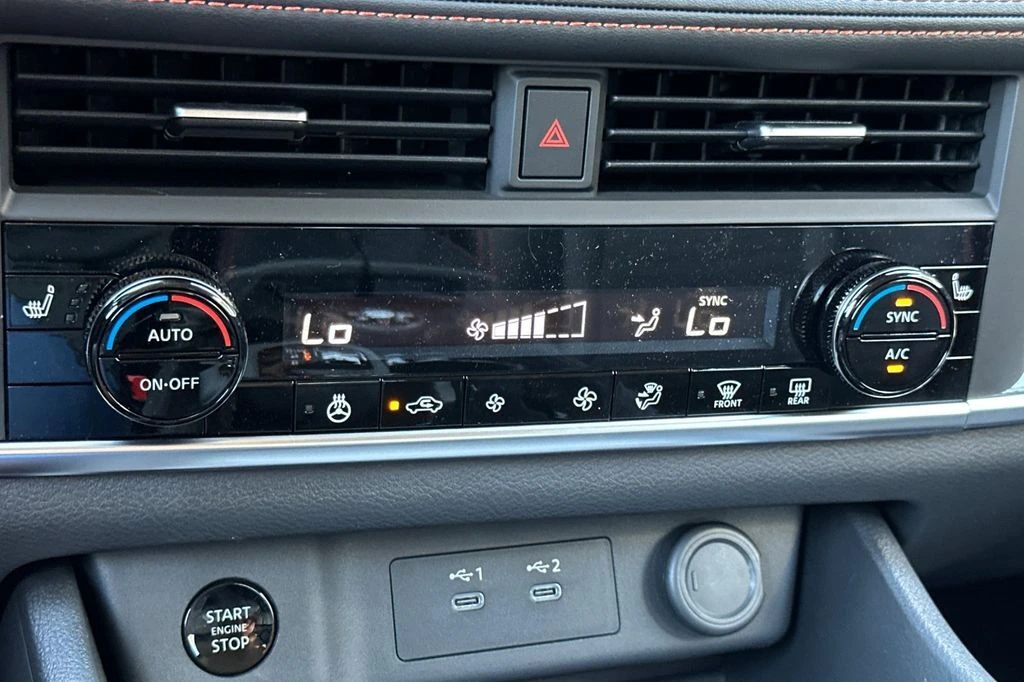 AUTO
ON·OFF
Lo
SYNC
Lo
SYNC
A/C
FRONT
REAR
START
ENGINE
STOP
1
2